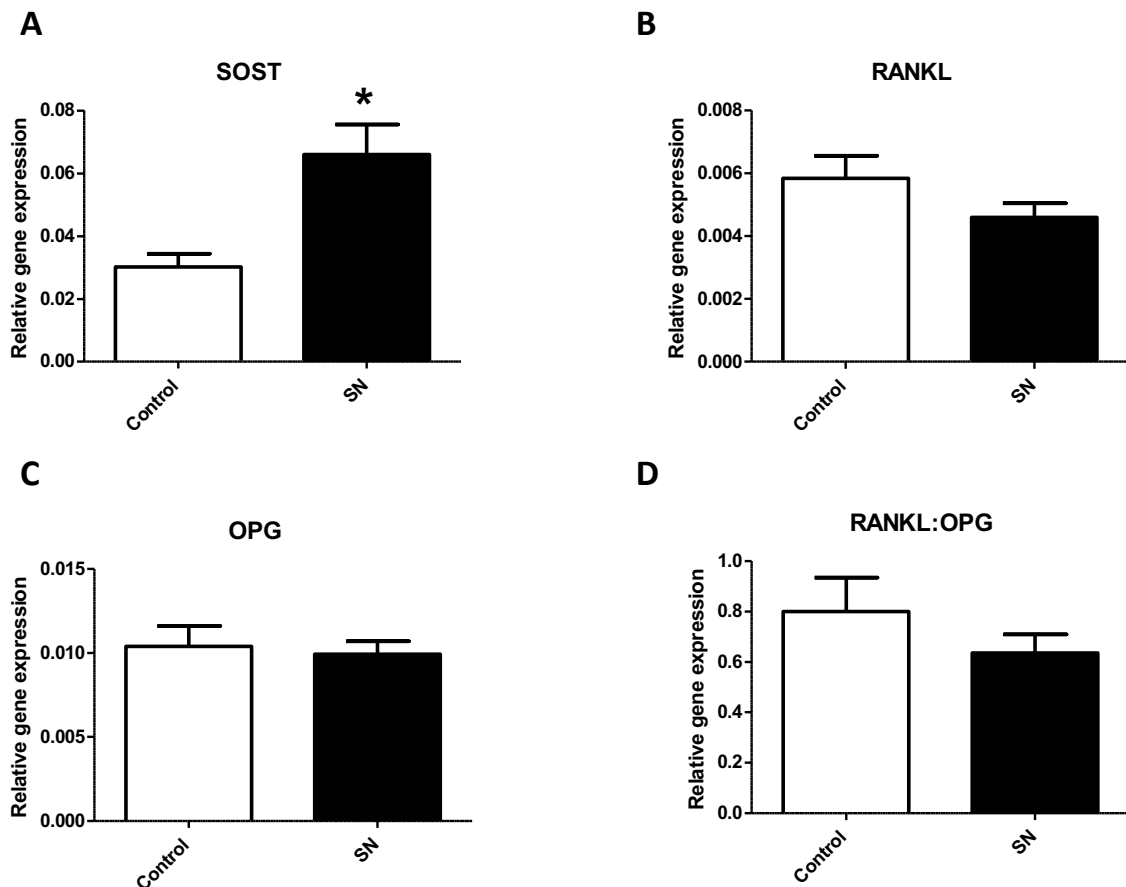 A
SOST
*
Relative gene expression
0.08
0.06
0.04
0.02
0.00
Control
SN
B
RANKL
Relative gene expression
0.008
0.006
0.004
0.002
0.000
Control
SN
C
OPG
Relative gene expression
0.015
0.010
0.005
0.000
Control
SN
D
RANKL:OPG
Relative gene expression
1.0
0.8
0.6
0.4
0.2
0.0
Control
SN